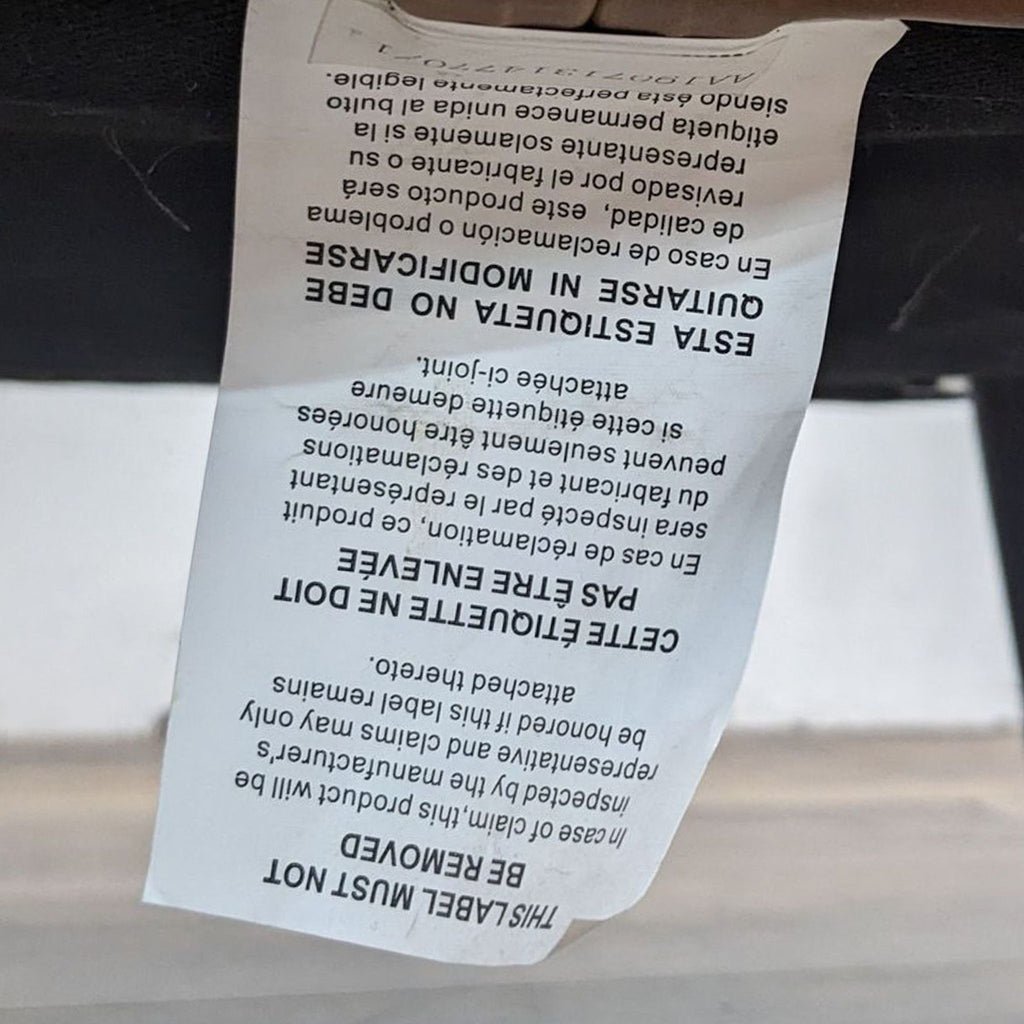 THIS LABEL MUST NOT
BE REMOVED
In case of claim,this product will be
inspected by the manufacturer's
representative and claims may only
be honored if this label remains
attached thereto.
CETTE ÉTIQUETTE NE DOIT
PAS ÊTRE ENLEVÉE
En cas de réclamation, ce produit
sera inspecté par le représentant
du fabricant et des réclamations
peuvent seulement être honorées
si cette étiquette demeure
attachée ci-joint.
ESTA ESTIQUETA NO DEBE
QUITARSE NI MODIFICARSE
En caso de reclamación o problema
de calidad, este producto será
revisado por el fabricante o su
representante solamente si la
etiqueta permanece unida al bulto
siendo ésta perfectamente legible.